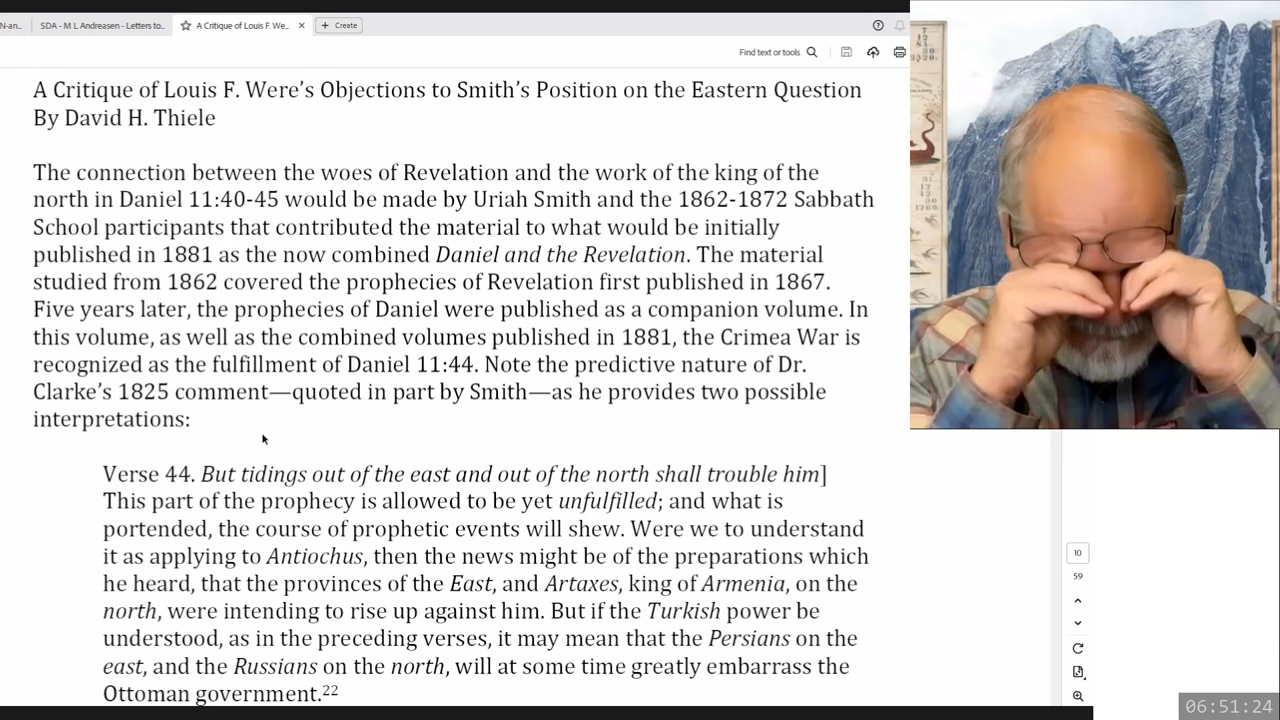 N-an..
SDA - M L Andreasen - Letters to..
A Critique of Louis F. We..
+ Create
Find text or tools
A Critique of Louis F. Were’s Objections to Smith’s Position on the Eastern Question
By David H. Thiele
The connection between the woes of Revelation and the work of the king of the
north in Daniel 11:40-45 would be made by Uriah Smith and the 1862-1872 Sabbath
School participants that contributed the material to what would be initially
published in 1881 as the now combined Daniel and the Revelation. The material
studied from 1862 covered the prophecies of Revelation first published in 1867.
Five years later, the prophecies of Daniel were published as a companion volume. In
this volume, as well as the combined volumes published in 1881, the Crimea War is
recognized as the fulfillment of Daniel 11:44. Note the predictive nature of Dr.
Clarke’s 1825 comment—quoted in part by Smith—as he provides two possible
interpretations:
Verse 44. But tidings out of the east and out of the north shall trouble him]
This part of the prophecy is allowed to be yet unfulfilled; and what is
portended, the course of prophetic events will shew. Were we to understand
it as applying to Antiochus, then the news might be of the preparations which
he heard, that the provinces of the East, and Artaxes, king of Armenia, on the
north, were intending to rise up against him. But if the Turkish power be
understood, as in the preceding verses, it may mean that the Persians on the
east, and the Russians on the north, will at some time greatly embarrass the
Ottoman government.22
10
59
06:51:24